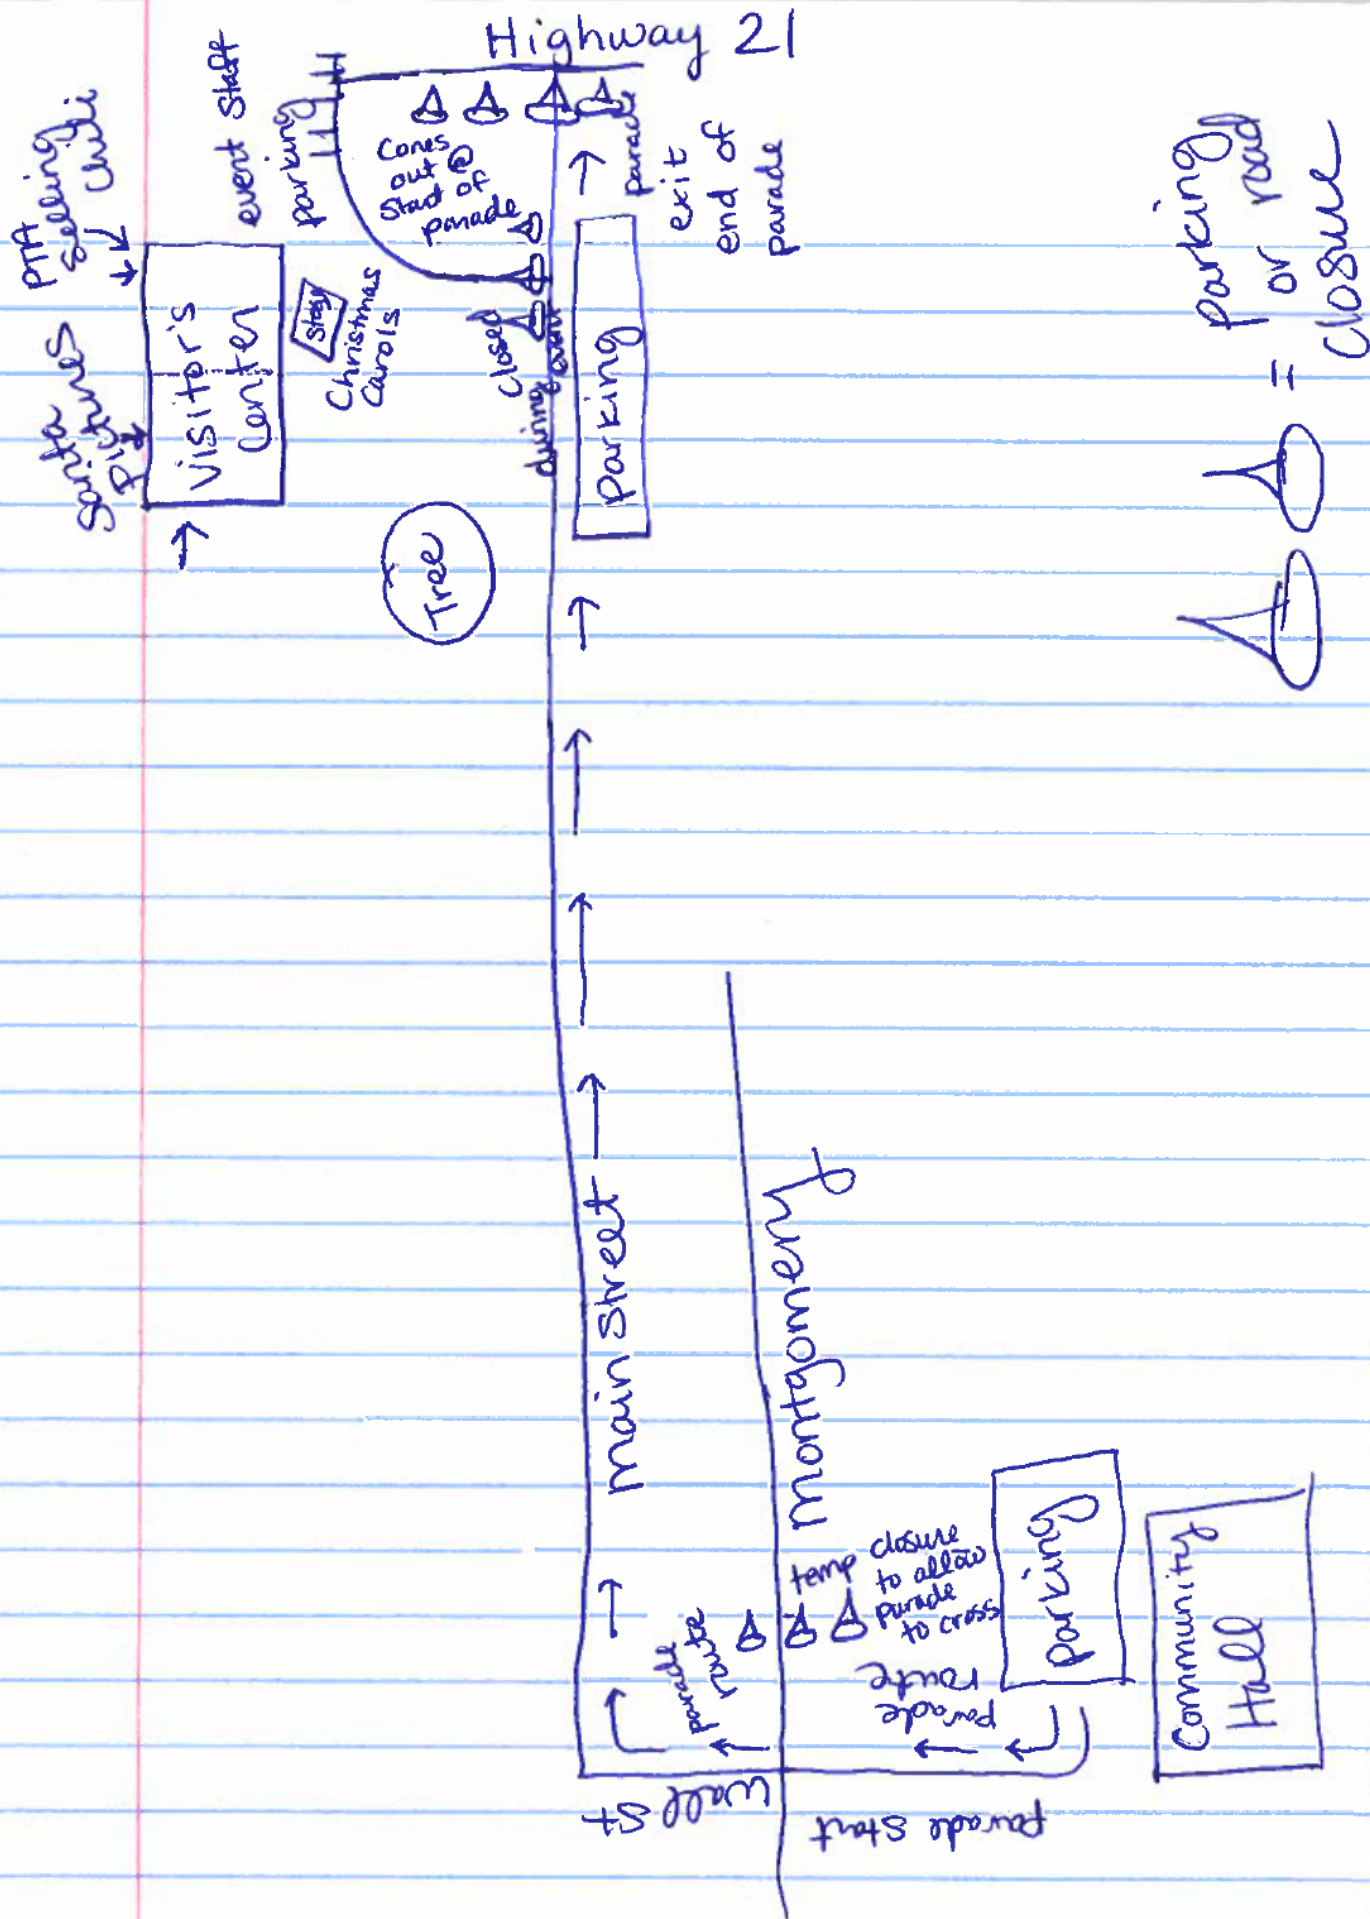 Highway 21
PTA
Selling
Chili
event Staff
parking
Cones
out @
Start of
parade
parade
exit
end of
parade
parking
or road
closure
=
Santa
Pictures
Visitor's
Center
Stage
Christmas
Carols
Closed
during event
Parking
Tree
Main Street
Montgomery
temp closure
to allow
parade
to cross
Parking
Community
Hall
parade
route
parade
route
Wall St
parade Start